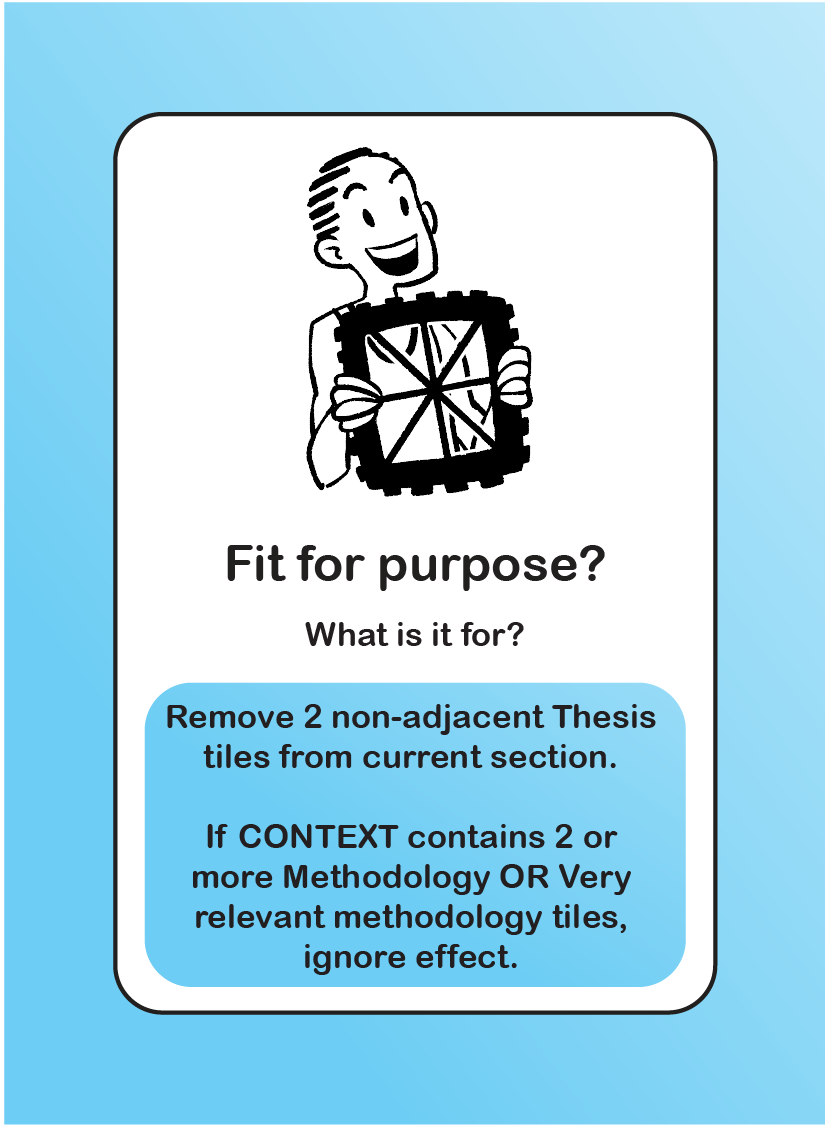 Fit for purpose?
What is it for?
Remove 2 non-adjacent Thesis
tiles from current section.
If CONTEXT contains 2 or
more Methodology OR Very
relevant methodology tiles,
ignore effect.